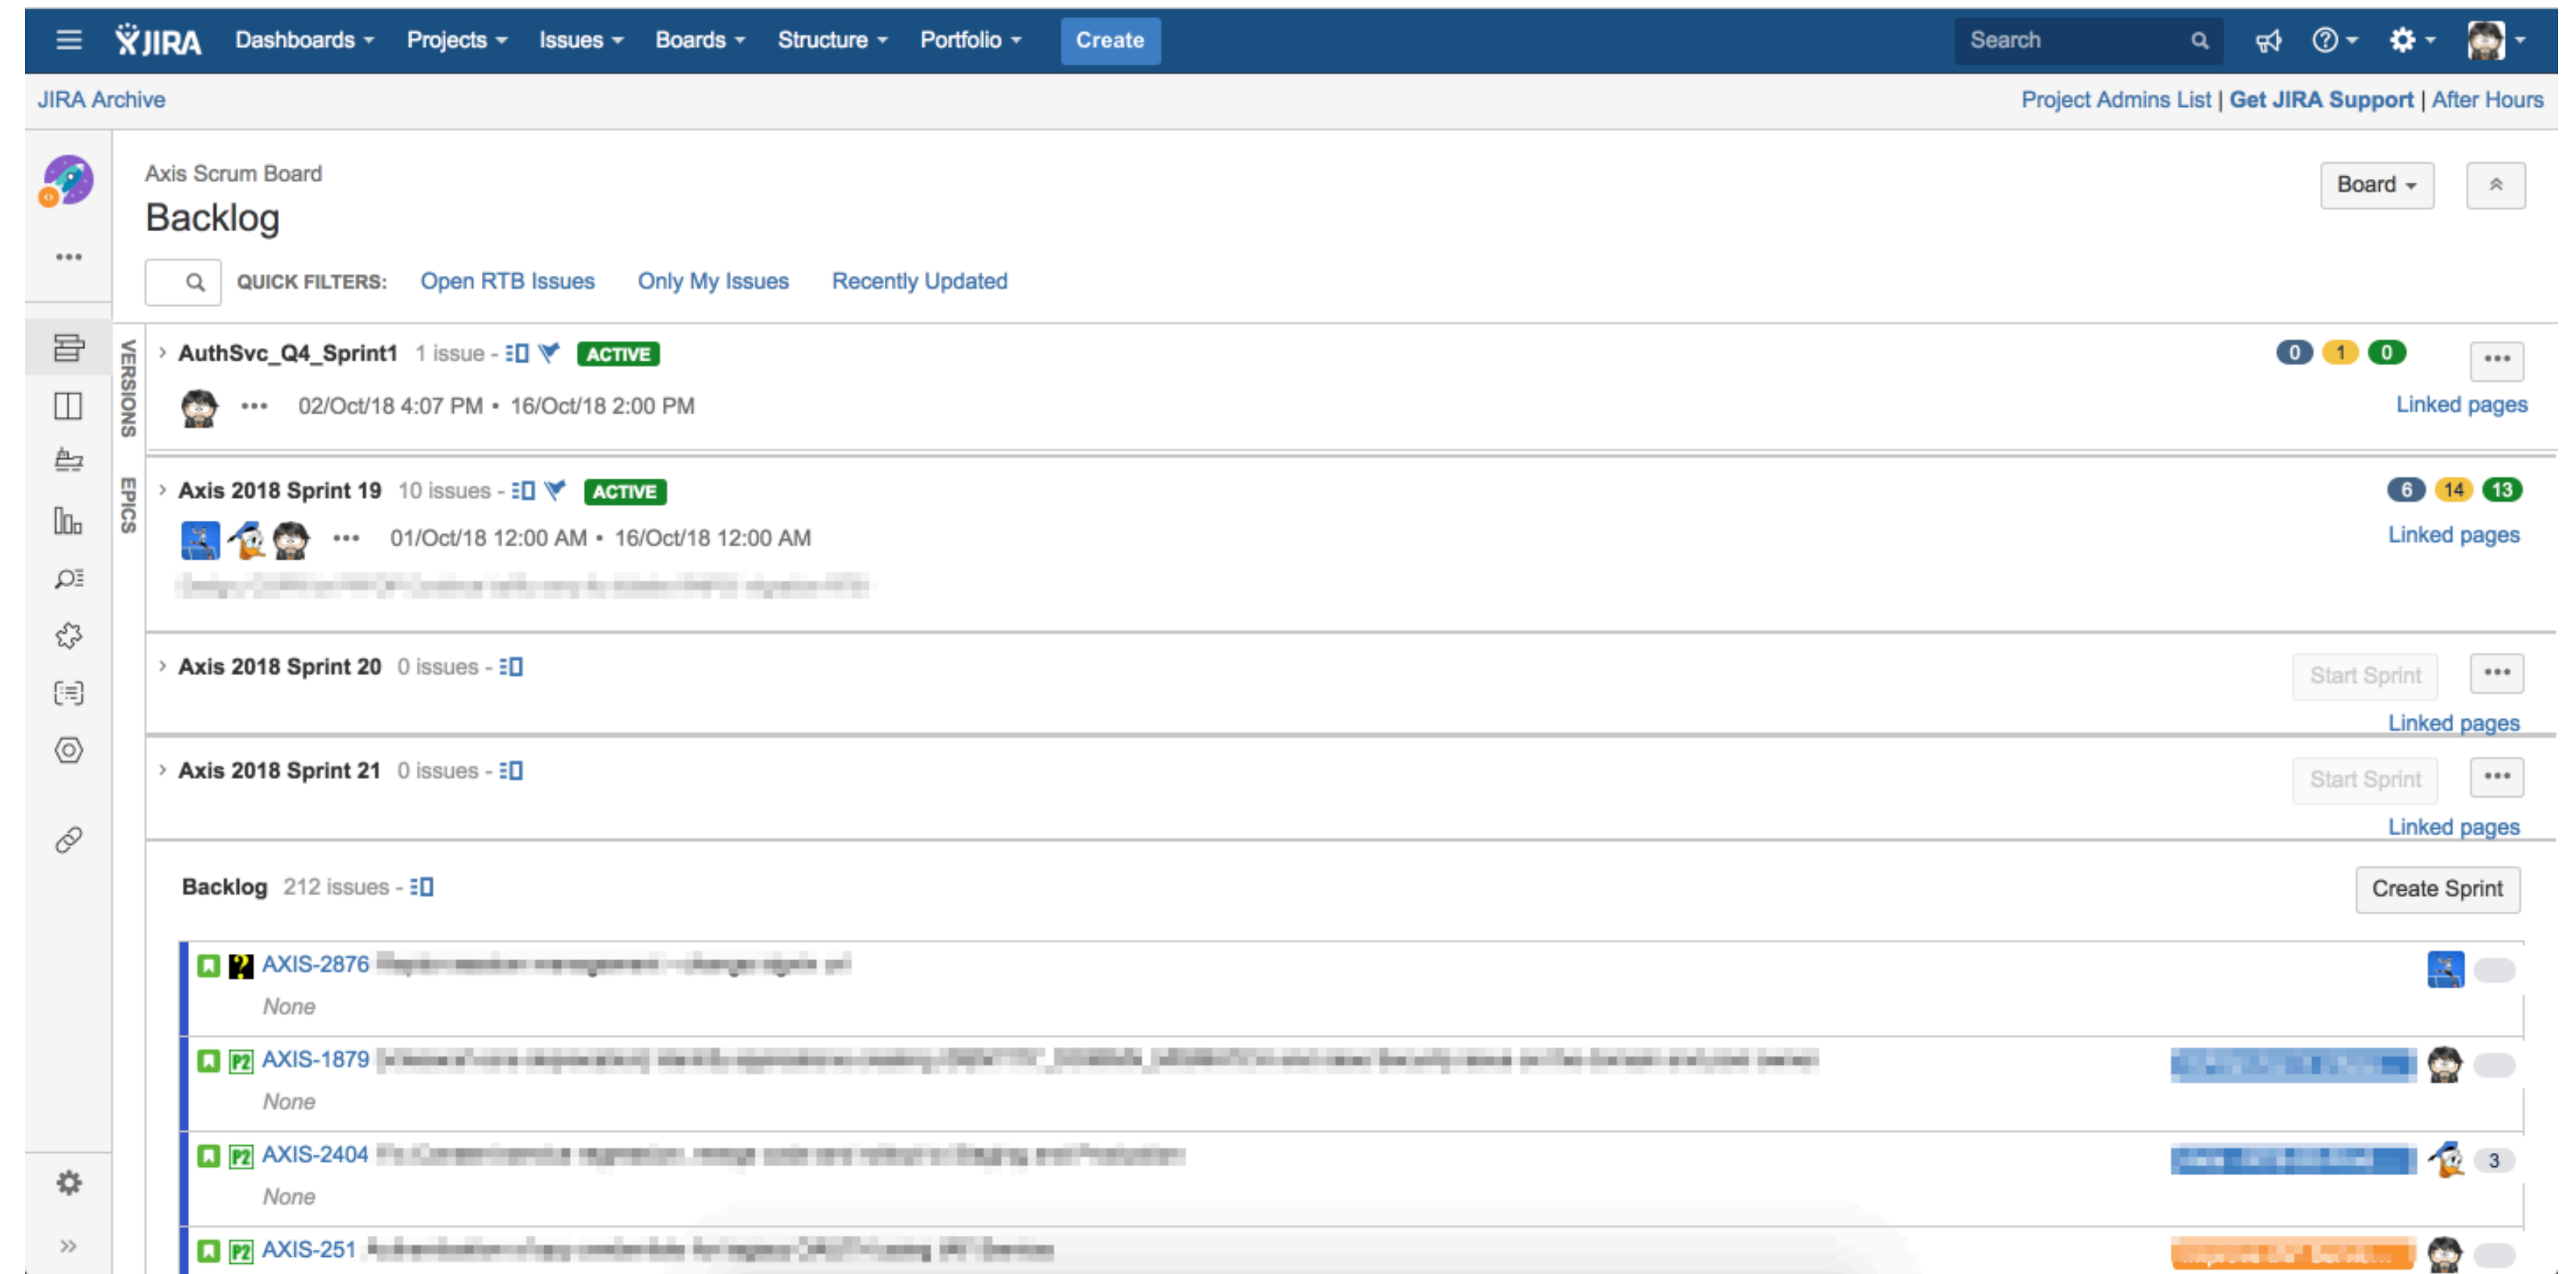 JIRA Dashboards Projects Issues Boards Structure Portfolio Create Search
JIRA Archive Project Admins List | Get JIRA Support | After Hours
Axis Scrum Board
Backlog
Board
QUICK FILTERS: Open RTB Issues Only My Issues Recently Updated
VERSIONS
EPICS
AuthSvc_Q4_Sprint1 1 issue - ACTIVE 0 1 0
02/Oct/18 4:07 PM • 16/Oct/18 2:00 PM Linked pages
Axis 2018 Sprint 19 10 issues - ACTIVE 6 14 13
01/Oct/18 12:00 AM • 16/Oct/18 12:00 AM Linked pages
Axis 2018 Sprint 20 0 issues - Start Sprint
Linked pages
Axis 2018 Sprint 21 0 issues - Start Sprint
Linked pages
Backlog 212 issues - Create Sprint
? AXIS-2876
None
P2 AXIS-1879
None
P2 AXIS-2404 3
None
P2 AXIS-251